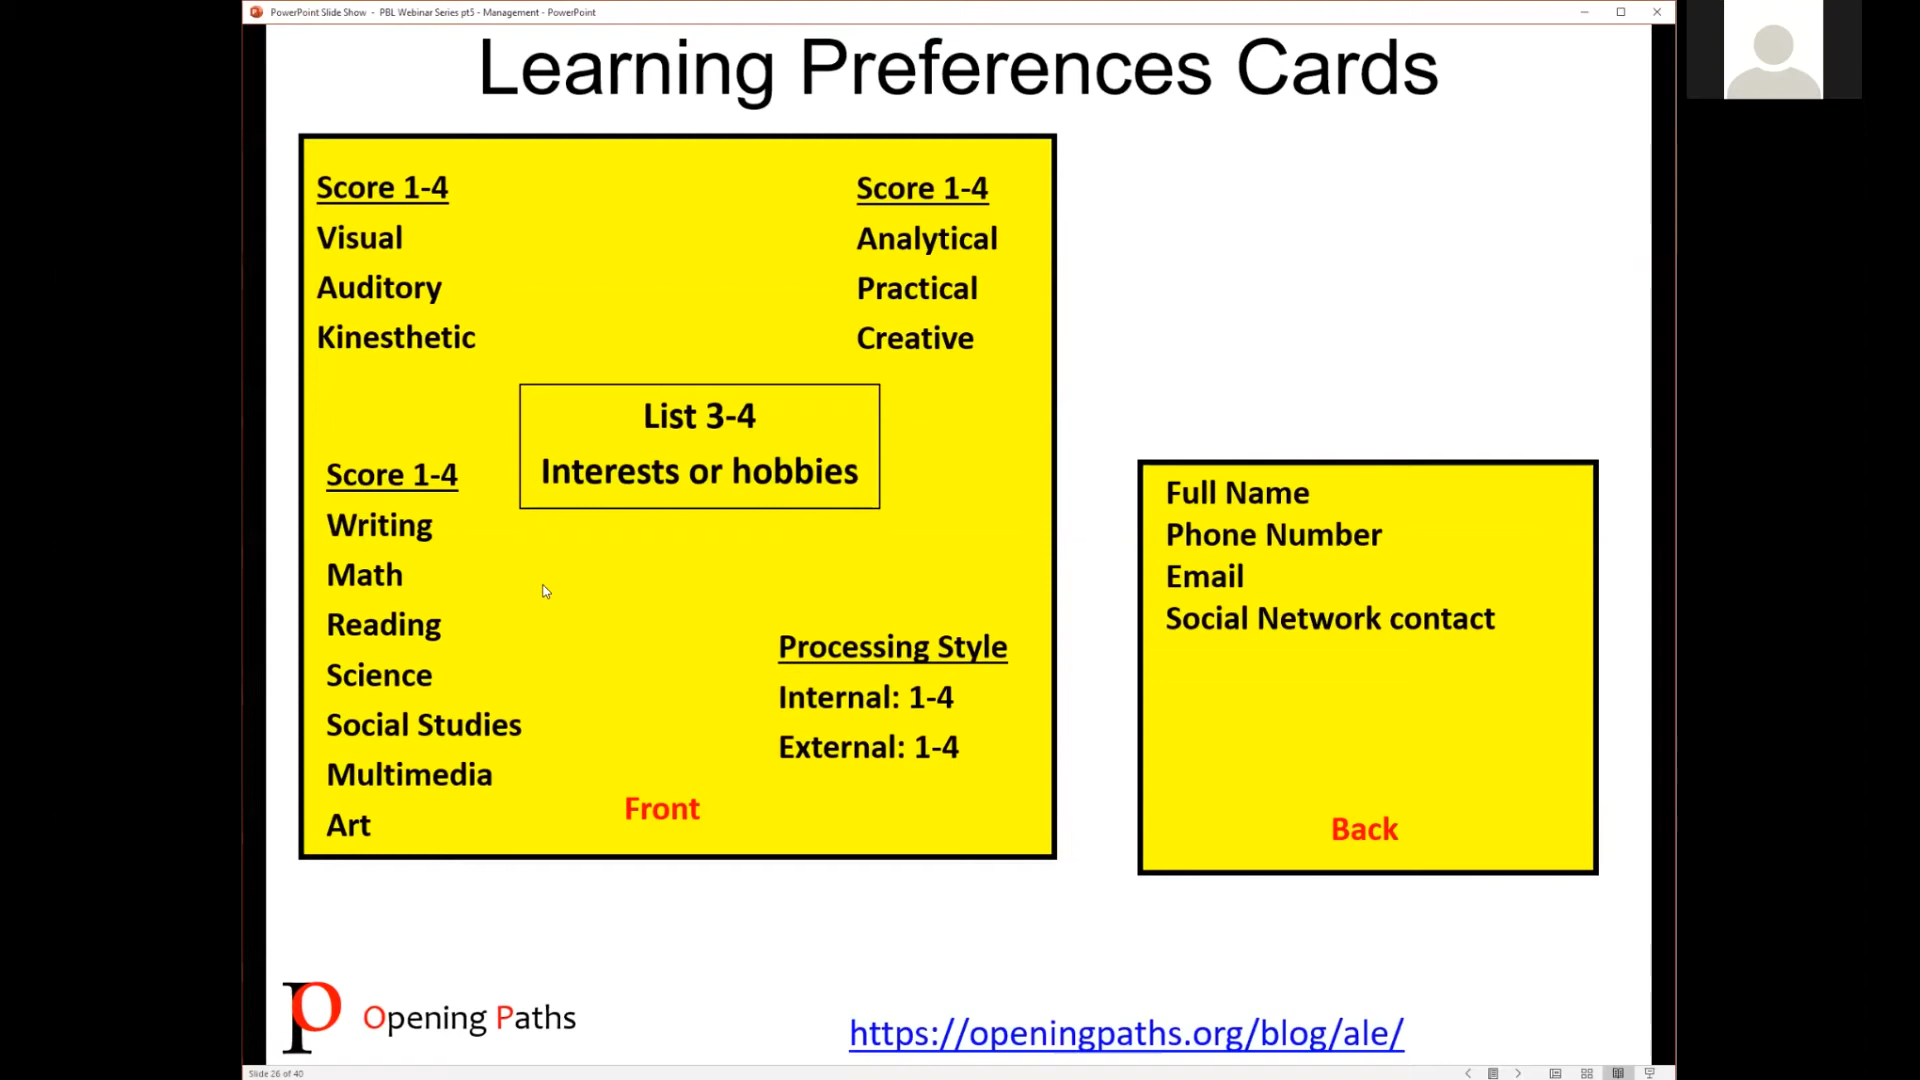 PowerPoint Slide Show - PBL Webinar Series pt5 - Management - PowerPoint
Learning Preferences Cards
Score 1-4
Visual
Auditory
Kinesthetic
Score 1-4
Analytical
Practical
Creative
List 3-4
Interests or hobbies
Score 1-4
Writing
Math
Reading
Science
Social Studies
Multimedia
Art
Processing Style
Internal: 1-4
External: 1-4
Front
Full Name
Phone Number
Email
Social Network contact
Back
Opening Paths
https://openingpaths.org/blog/ale/
Slide 26 of 40